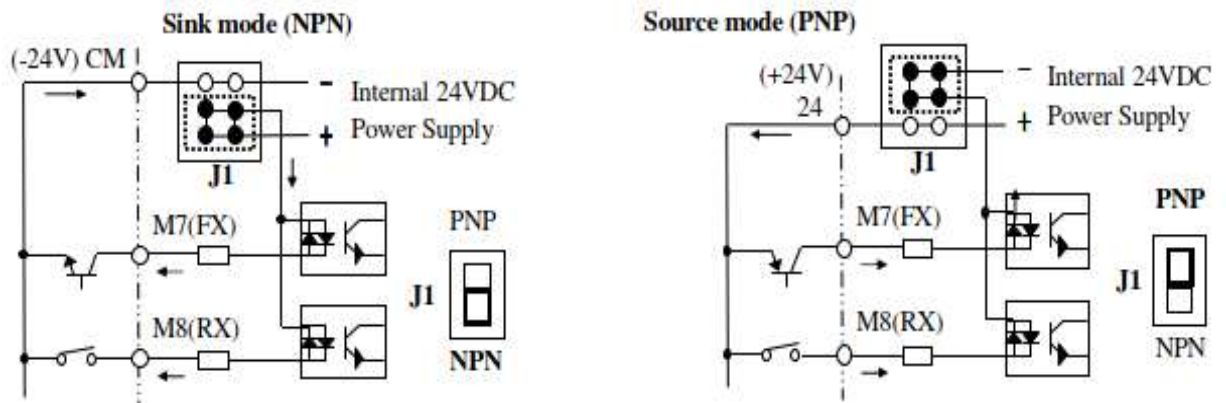 Sink mode (NPN)
(-24V) CM
- Internal 24VDC
+ Power Supply
J1
M7(FX)
PNP
J1
M8(RX)
NPN
Source mode (PNP)
(+24V)
24
- Internal 24VDC
+ Power Supply
J1
M7(FX)
PNP
J1
M8(RX)
NPN